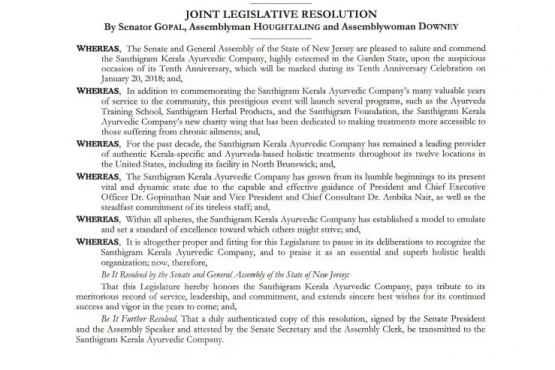 JOINT LEGISLATIVE RESOLUTION
By Senator GOPAL, Assemblyman HOUGHTALING and Assemblywoman DOWNEY
WHEREAS, The Senate and General Assembly of the State of New Jersey are pleased to salute and commend
the Santhigram Kerala Ayurvedic Company, highly esteemed in the Garden State, upon the auspicious
occasion of its Tenth Anniversary, which will be marked during its Tenth Anniversary Celebration on
January 20, 2018; and,
WHEREAS, In addition to commemorating the Santhigram Kerala Ayurvedic Company's many valuable years
of service to the community, this prestigious event will launch several programs, such as the Ayurveda
Training School, Santhigram Herbal Products, and the Santhigram Foundation, the Santhigram Kerala
Ayurvedic Company's new charity wing that has been dedicated to making treatments more accessible to
those suffering from chronic ailments; and,
WHEREAS, For the past decade, the Santhigram Kerala Ayurvedic Company has remained a leading provider
of authentic Kerala-specific and Ayurveda-based holistic treatments throughout its twelve locations in
the United States, including its facility in North Brunswick; and,
WHEREAS, The Santhigram Kerala Ayurvedic Company has grown from its humble beginnings to its present
vital and dynamic state due to the capable and effective guidance of President and Chief Executive
Officer Dr. Gopinathan Nair and Vice President and Chief Consultant Dr. Ambika Nair, as well as the
steadfast commitment of its tireless staff; and,
WHEREAS, Within all spheres, the Santhigram Kerala Ayurvedic Company has established a model to emulate
and set a standard of excellence toward which others might strive; and,
WHEREAS, It is altogether proper and fitting for this Legislature to pause in its deliberations to recognize the
Santhigram Kerala Ayurvedic Company, and to praise it as an essential and superb holistic health
organization; now, therefore,
Be It Resolved by the Senate and General Assembly of the State of New Jersey:
That this Legislature hereby honors the Santhigram Kerala Ayurvedic Company, pays tribute to its
meritorious record of service, leadership, and commitment, and extends sincere best wishes for its continued
success and vigor in the years to come; and,
Be It Further Resolved, That a duly authenticated copy of this resolution, signed by the Senate President
and the Assembly Speaker and attested by the Senate Secretary and the Assembly Clerk, be transmitted to the
Santhigram Kerala Ayurvedic Company.